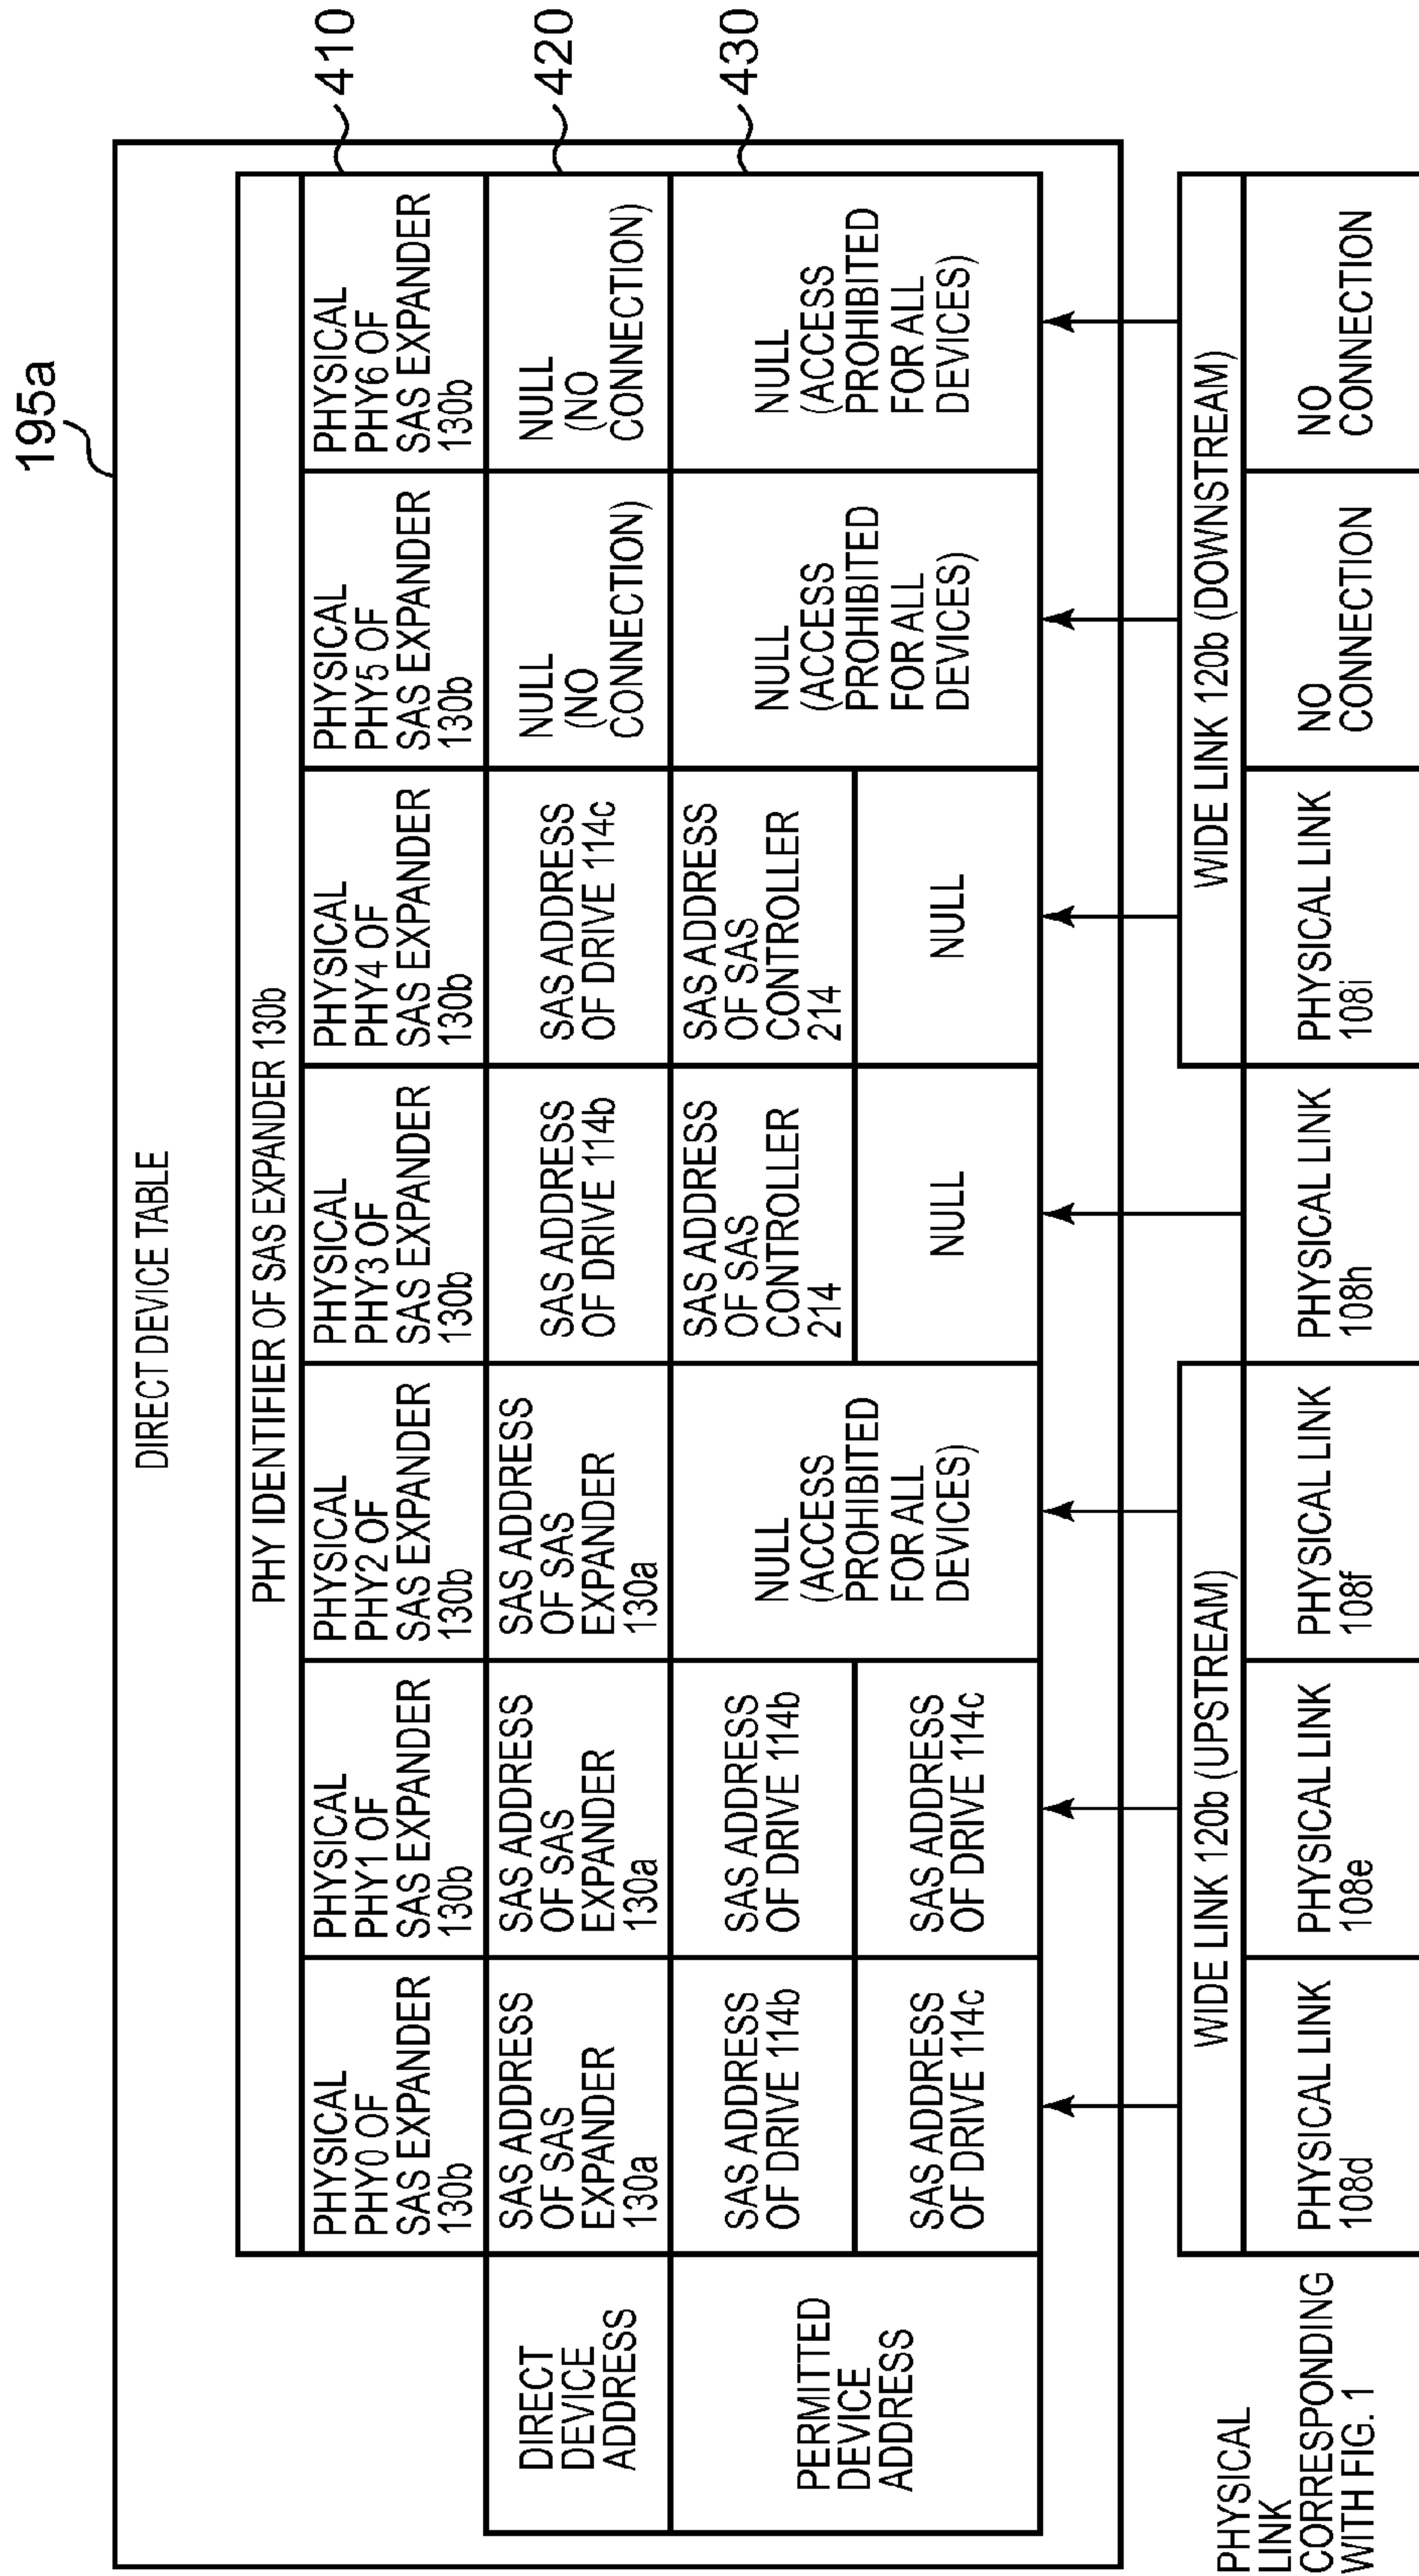 195a
DIRECT DEVICE TABLE
PHY IDENTIFIER OF SAS EXPANDER 130b
PHYSICAL
PHY0 OF
SAS EXPANDER
130b
PHYSICAL
PHY1 OF
SAS EXPANDER
130b
PHYSICAL
PHY2 OF
SAS EXPANDER
130b
PHYSICAL
PHY3 OF
SAS EXPANDER
130b
PHYSICAL
PHY4 OF
SAS EXPANDER
130b
PHYSICAL
PHY5 OF
SAS EXPANDER
130b
PHYSICAL
PHY6 OF
SAS EXPANDER
130b
410
DIRECT
DEVICE
ADDRESS
SAS ADDRESS
OF SAS
EXPANDER
130a
SAS ADDRESS
OF SAS
EXPANDER
130a
SAS ADDRESS
OF SAS
EXPANDER
130a
SAS ADDRESS
OF DRIVE 114b
SAS ADDRESS
OF DRIVE 114c
NULL
(NO
CONNECTION)
NULL
(NO
CONNECTION)
420
PERMITTED
DEVICE
ADDRESS
SAS ADDRESS
OF DRIVE 114b
SAS ADDRESS
OF DRIVE 114b
NULL
(ACCESS
PROHIBITED
FOR ALL
DEVICES)
SAS ADDRESS
OF SAS
CONTROLLER
214
SAS ADDRESS
OF SAS
CONTROLLER
214
NULL
(ACCESS
PROHIBITED
FOR ALL
DEVICES)
NULL
(ACCESS
PROHIBITED
FOR ALL
DEVICES)
430
SAS ADDRESS
OF DRIVE 114c
SAS ADDRESS
OF DRIVE 114c
NULL
NULL
PHYSICAL
LINK
CORRESPONDING
WITH FIG. 1
WIDE LINK 120b (UPSTREAM)
WIDE LINK 120b (DOWNSTREAM)
PHYSICAL LINK
108d
PHYSICAL LINK
108e
PHYSICAL LINK
108f
PHYSICAL LINK
108h
PHYSICAL LINK
108i
NO
CONNECTION
NO
CONNECTION